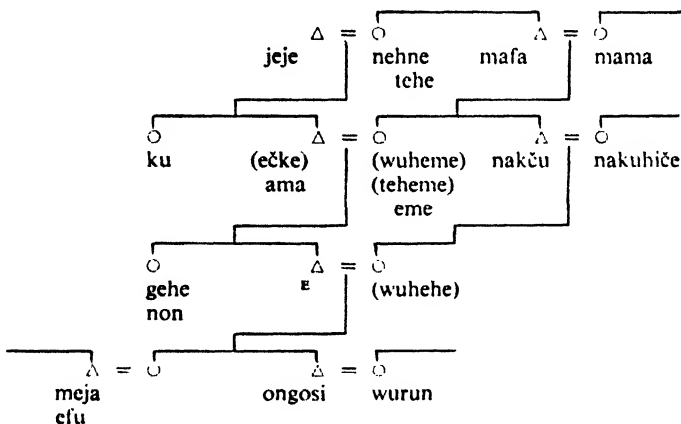 jeje nehne mafa mama
tche
ku (ečke) (wuheme) nakču nakuhiče
ama (teheme)
eme
gehe E (wuhehe)
non
meja ongosi wurun
efu